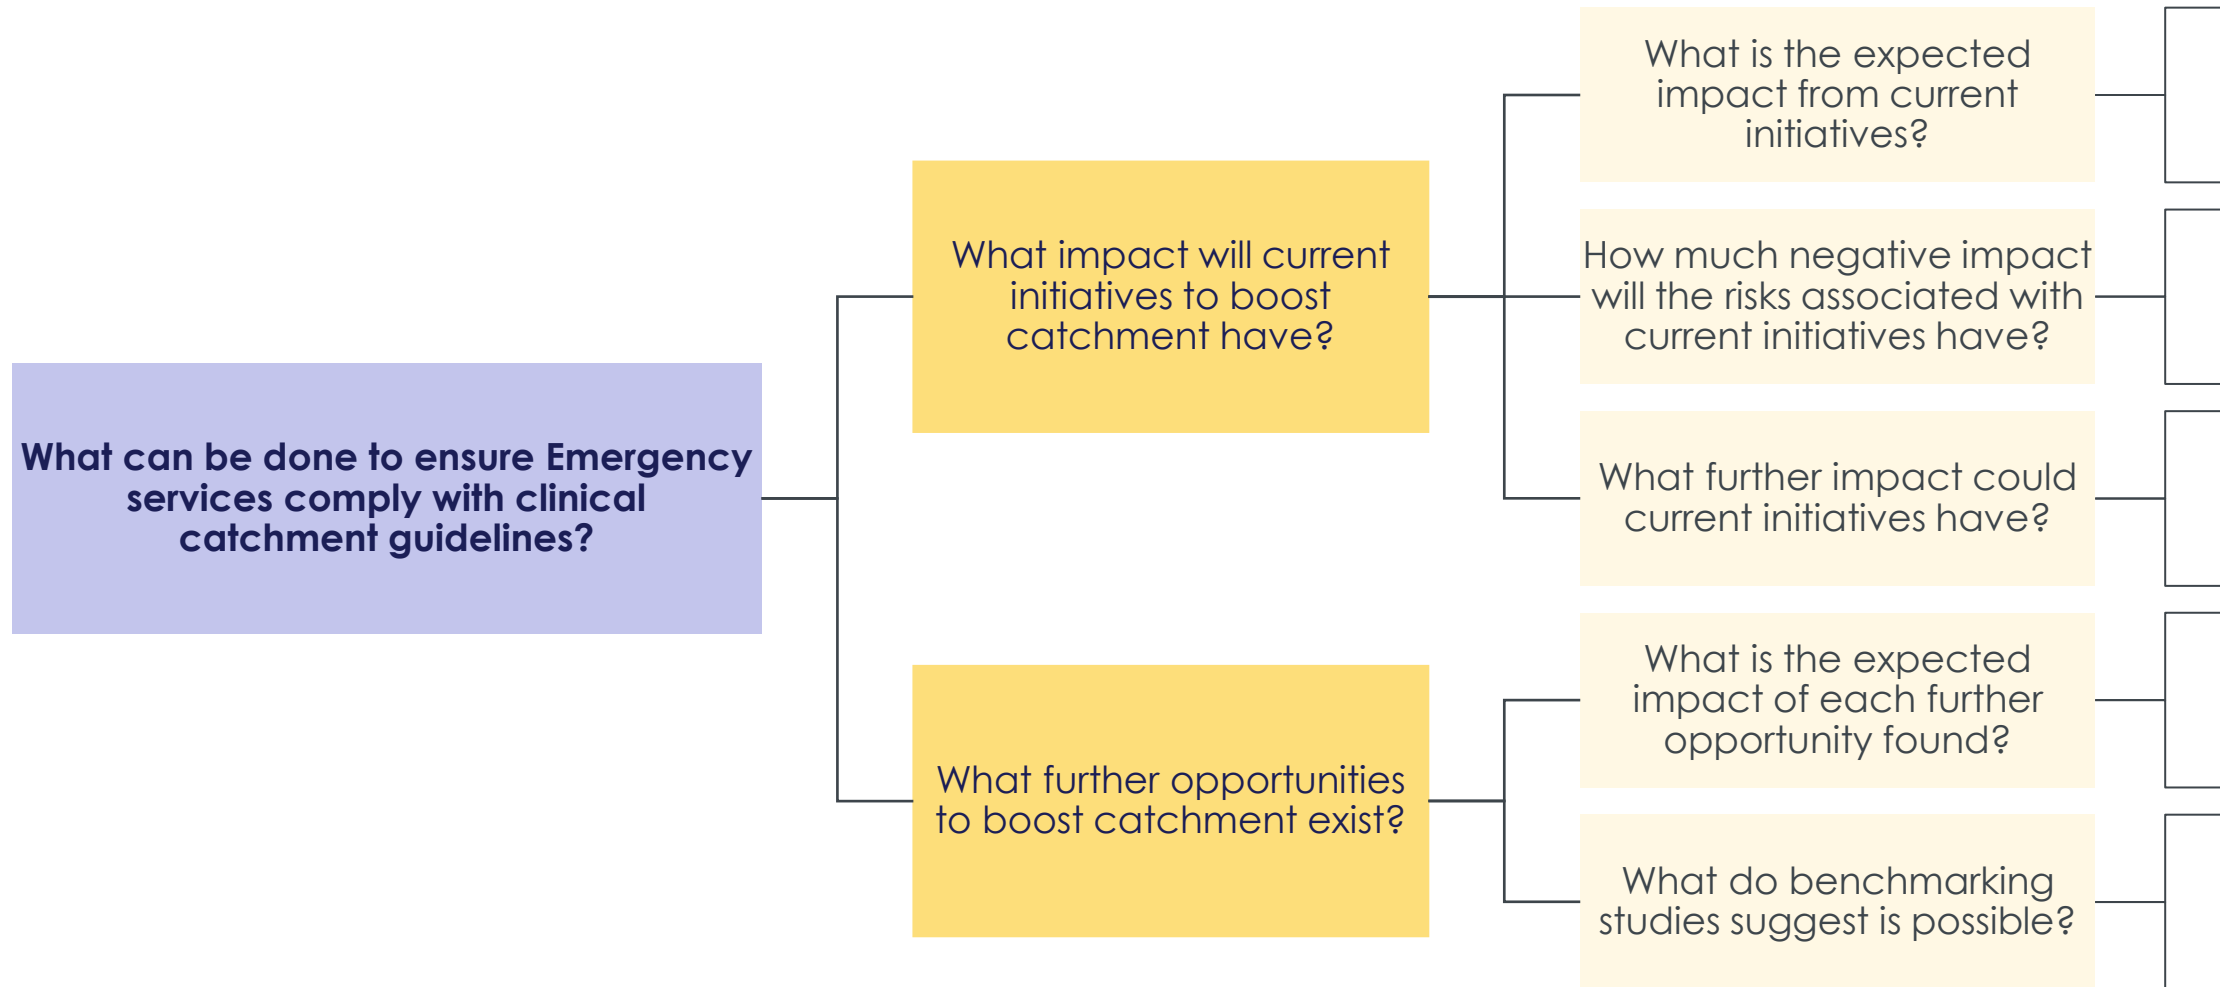 What can be done to ensure Emergency
services comply with clinical
catchment guidelines?
What impact will current
initiatives to boost
catchment have?
What is the expected
impact from current
initiatives?
How much negative impact
will the risks associated with
current initiatives have?
What further impact could
current initiatives have?
What further opportunities
to boost catchment exist?
What is the expected
impact of each further
opportunity found?
What do benchmarking
studies suggest is possible?